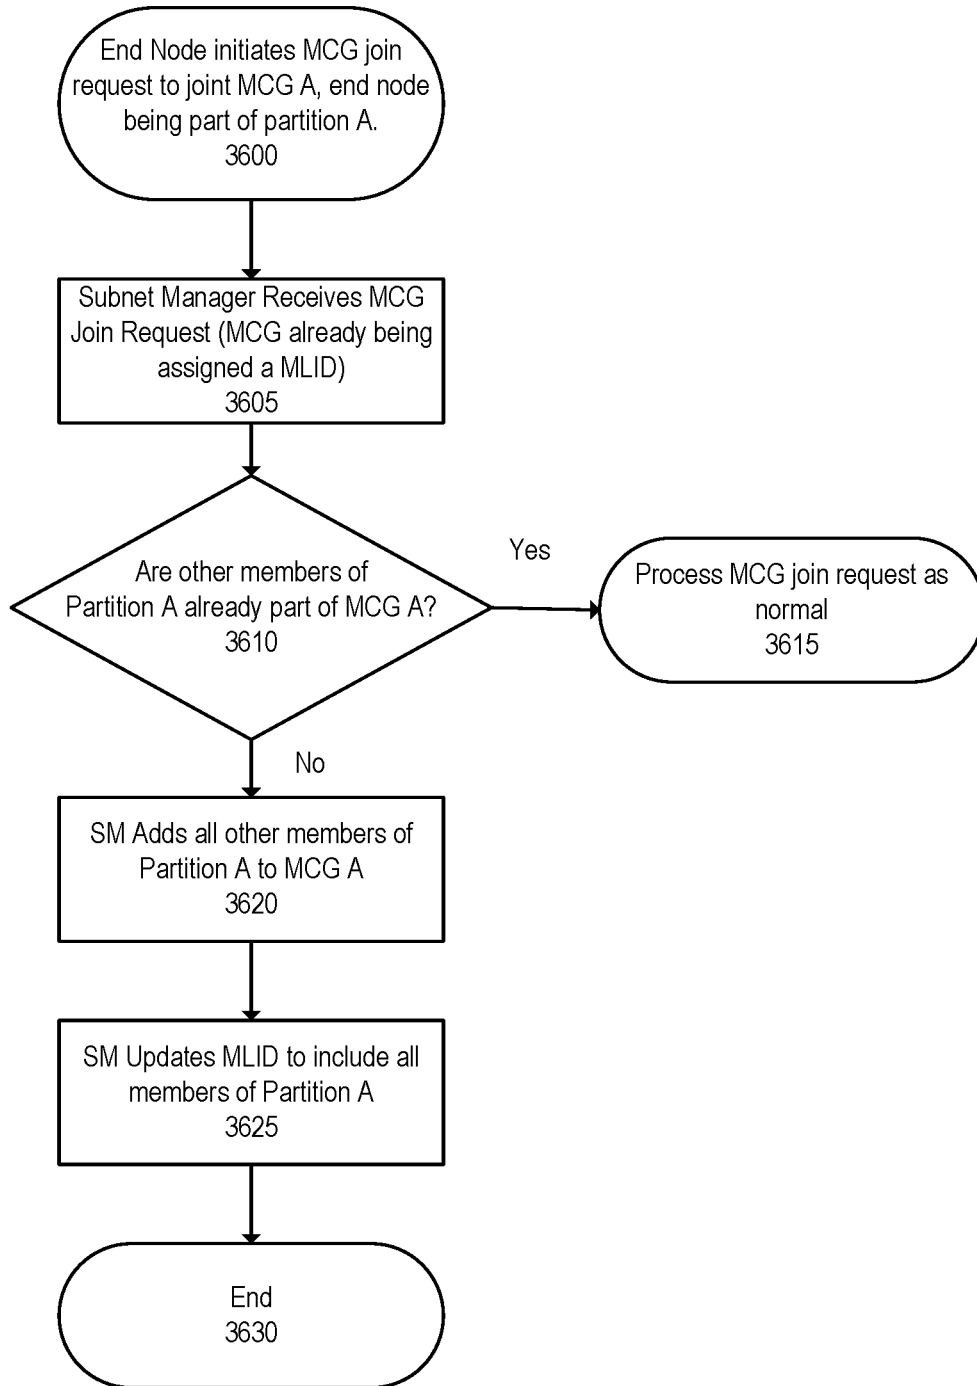 End Node initiates MCG join
request to joint MCG A, end node
being part of partition A.
3600
Subnet Manager Receives MCG
Join Request (MCG already being
assigned a MLID)
3605
Are other members of
Partition A already part of MCG A?
3610
Yes
Process MCG join request as
normal
3615
No
SM Adds all other members of
Partition A to MCG A
3620
SM Updates MLID to include all
members of Partition A
3625
End
3630